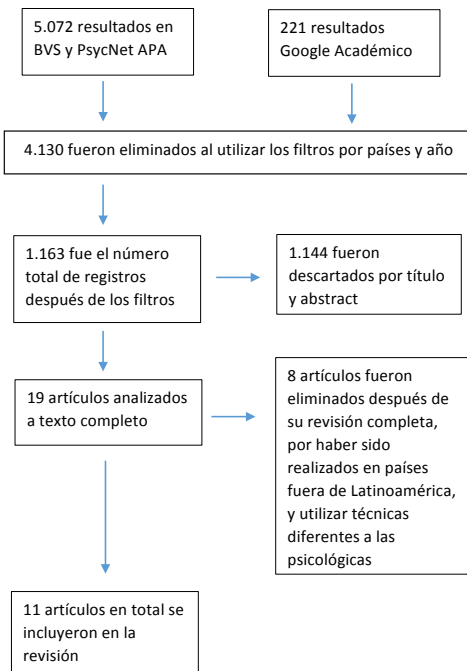 5.072 resultados en
BVS y PsycNet APA
221 resultados
Google Académico
4.130 fueron eliminados al utilizar los filtros por países y año
1.163 fue el número
total de registros
después de los filtros
1.144 fueron
descartados por título
y abstract
19 artículos analizados
a texto completo
8 artículos fueron
eliminados después de
su revisión completa,
por haber sido
realizados en países
fuera de Latinoamérica,
y utilizar técnicas
diferentes a las
psicológicas
11 artículos en total se
incluyeron en la
revisión